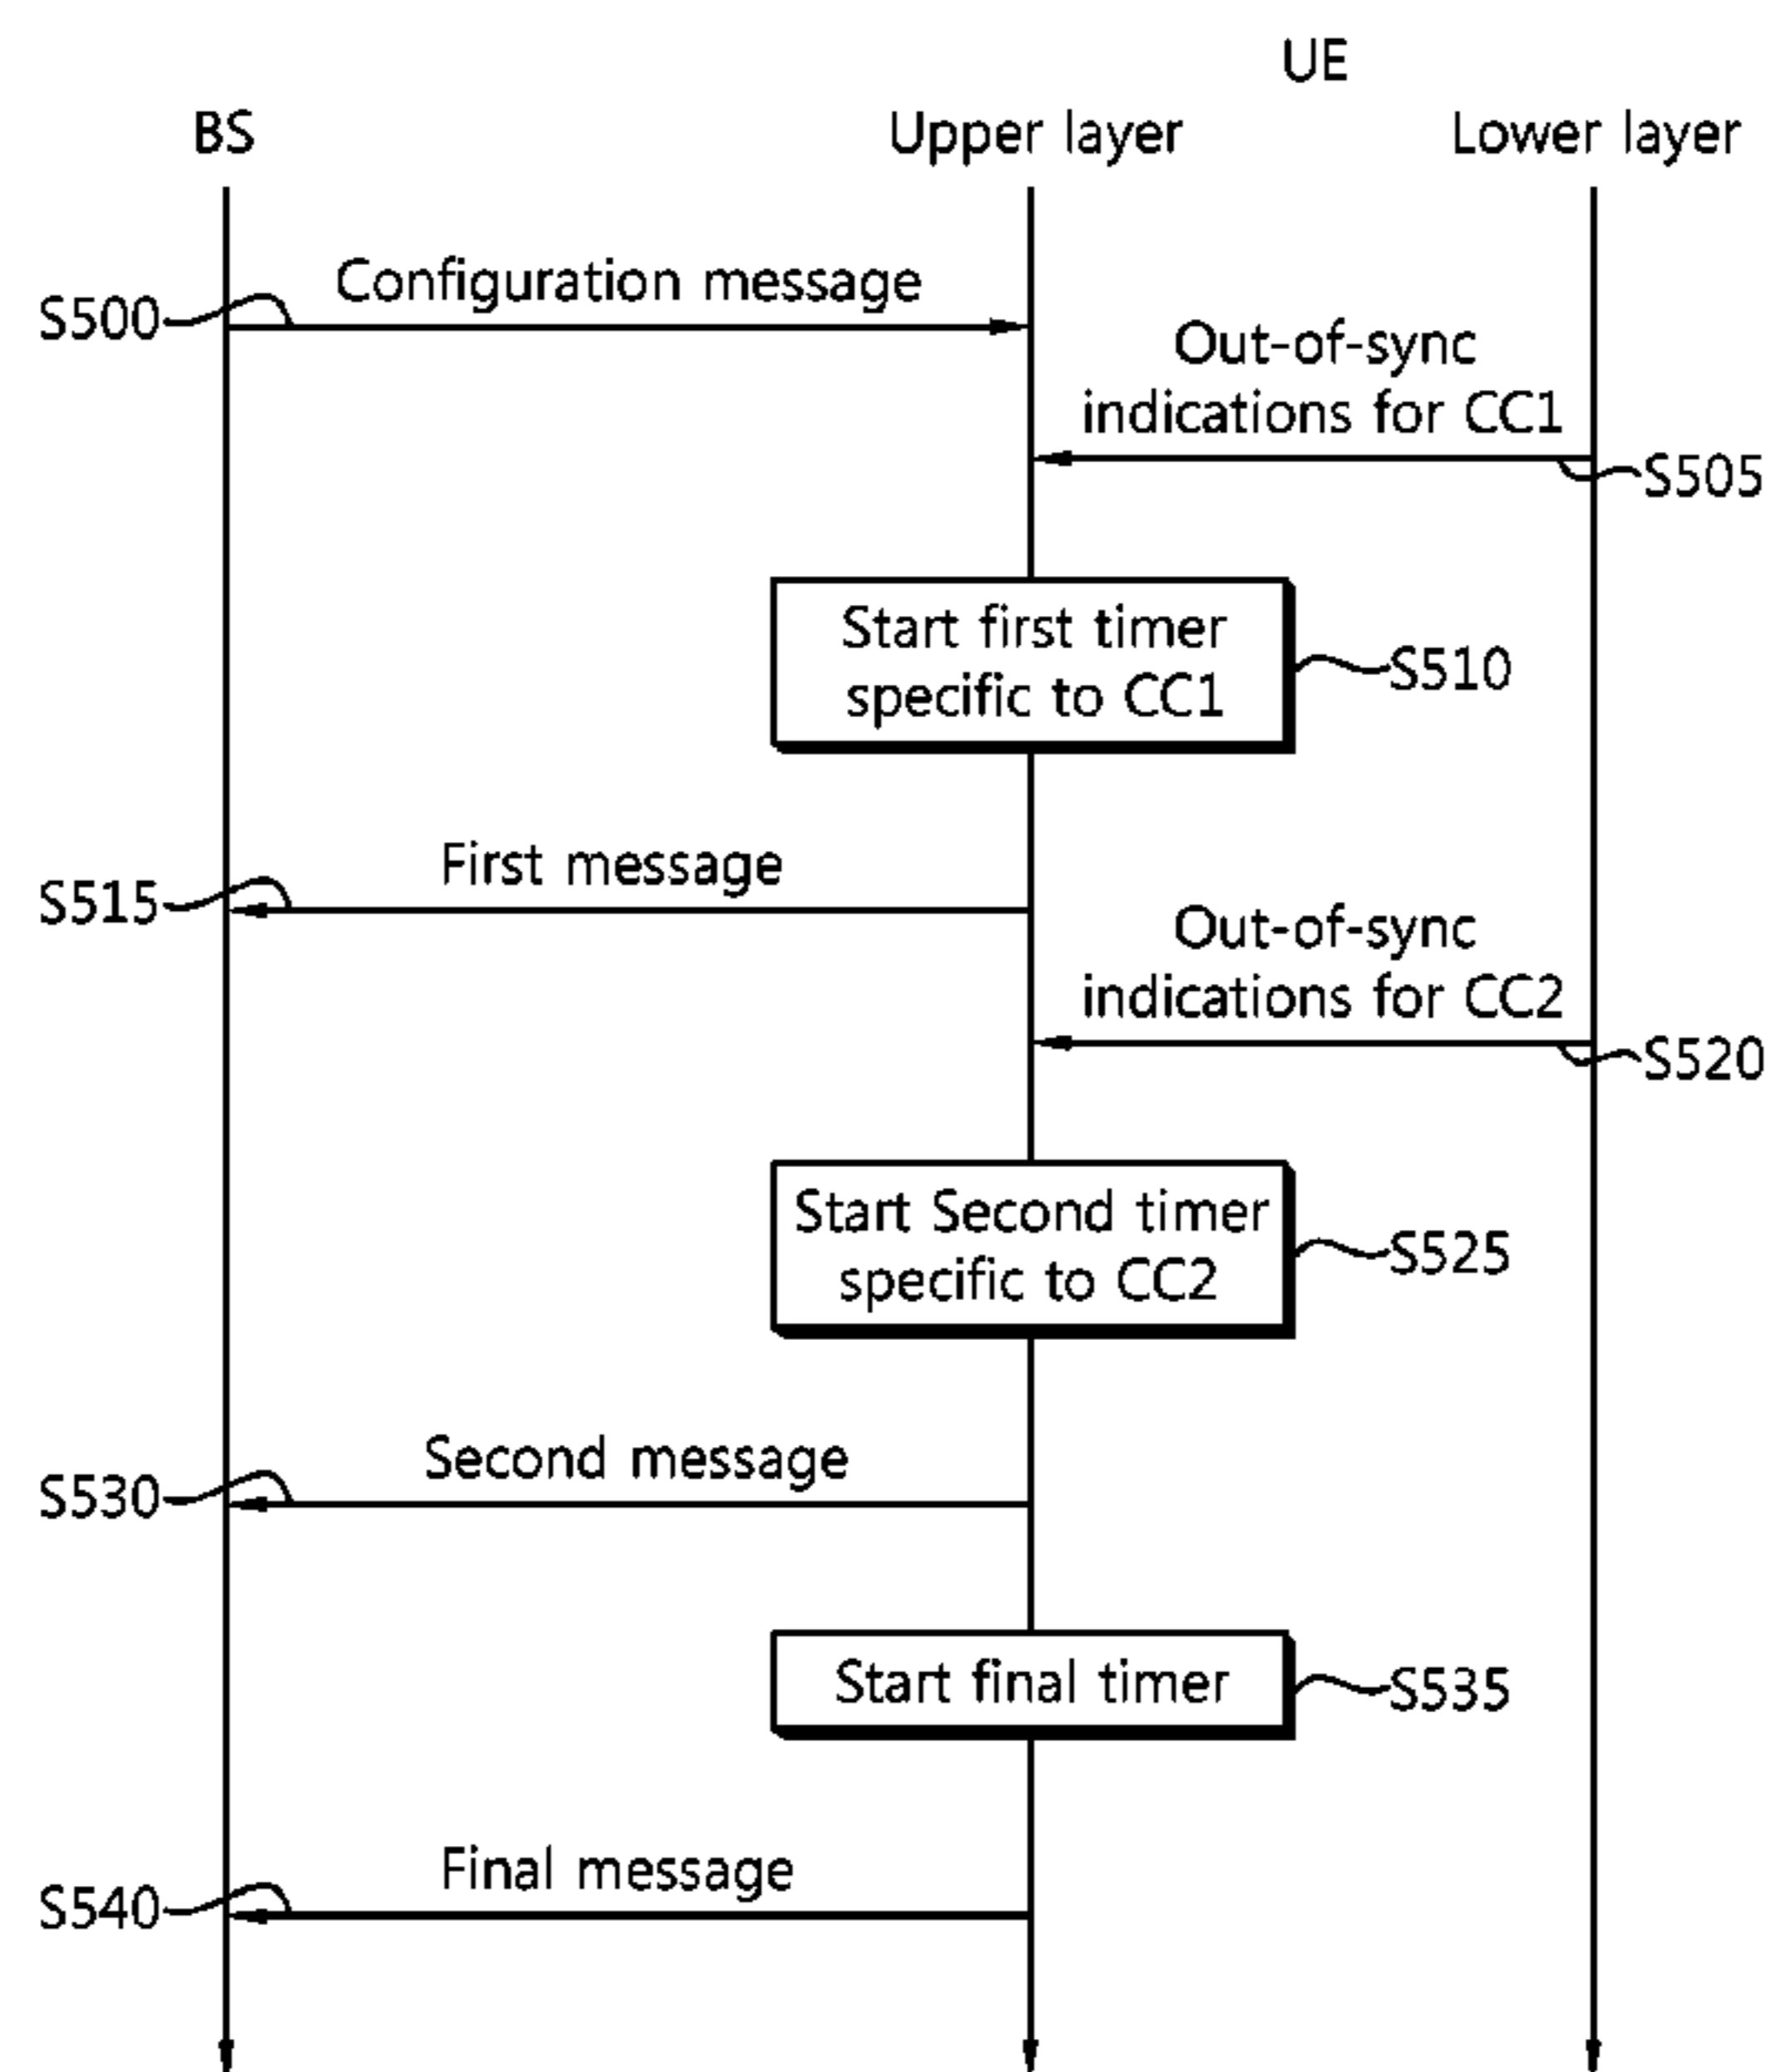 UE
BS
Upper layer
Lower layer
Configuration message
S500
Out-of-sync
indications for CC1
S505
Start first timer
specific to CC1
S510
First message
S515
Out-of-sync
indications for CC2
S520
Start Second timer
specific to CC2
S525
Second message
S530
Start final timer
S535
Final message
S540